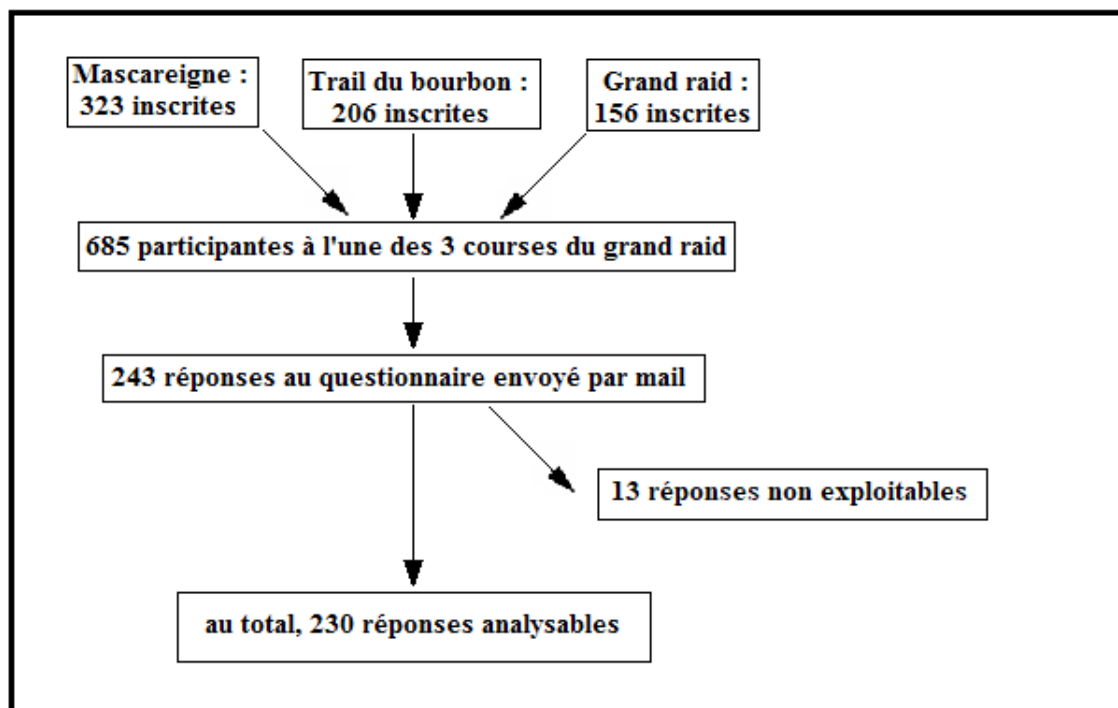 Mascareigne :
323 inscrites
Trail du bourbon :
206 inscrites
Grand raid :
156 inscrites
685 participantes à l'une des 3 courses du grand raid
243 réponses au questionnaire envoyé par mail
13 réponses non exploitables
au total, 230 réponses analysables